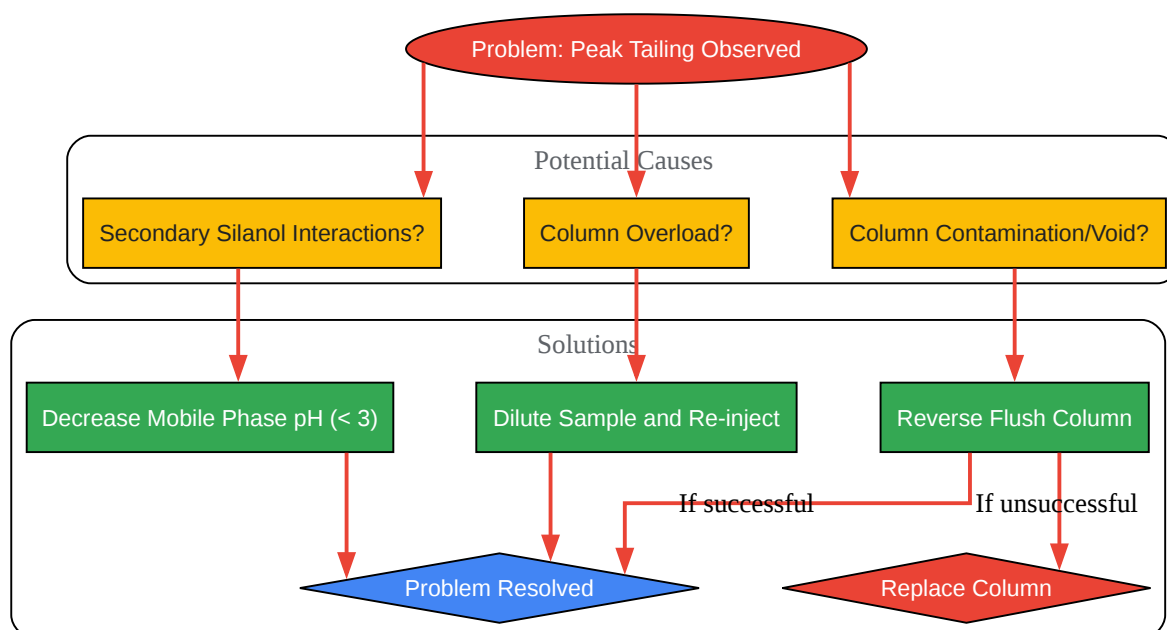 Problem: Peak Tailing Observed
Potential Causes
Secondary Silanol Interactions?
Column Overload?
Column Contamination/Void?
Solutions
Decrease Mobile Phase pH (< 3)
Dilute Sample and Re-inject
Reverse Flush Column
If successful
If unsuccessful
Problem Resolved
Replace Column